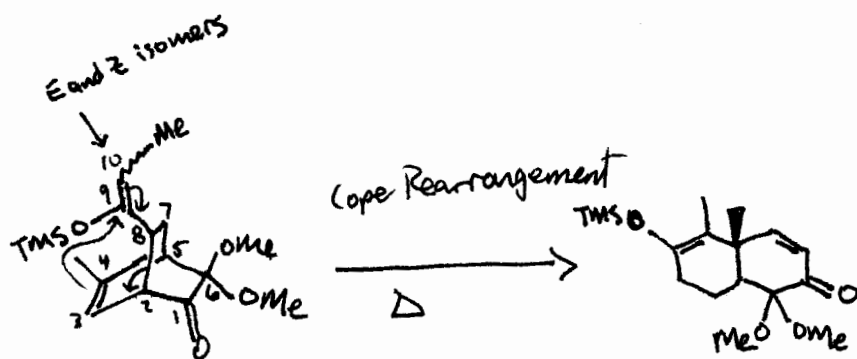 E and Z isomers
10
Me
9
7
TMSO
8
4
5
OMe
6
OMe
3
2
1
O
Cope Rearrangement
Δ
TMSO
O
MeO
OMe